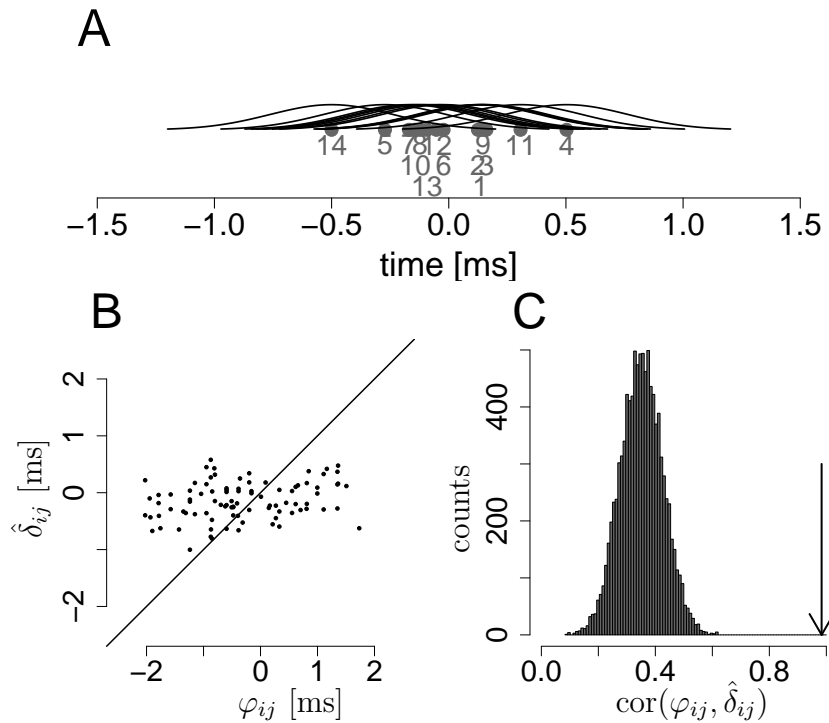 A
14 5 7 8 12 9 11 4
10 6 2 3
13 1
−1.5 −1.0 −0.5 0.0 0.5 1.0 1.5
time [ms]
B
2
1
0
−2
δ̂ij [ms]
−2 0 1 2
φij [ms]
C
400
200
0
counts
0.0 0.4 0.8
cor(φij, δ̂ij)